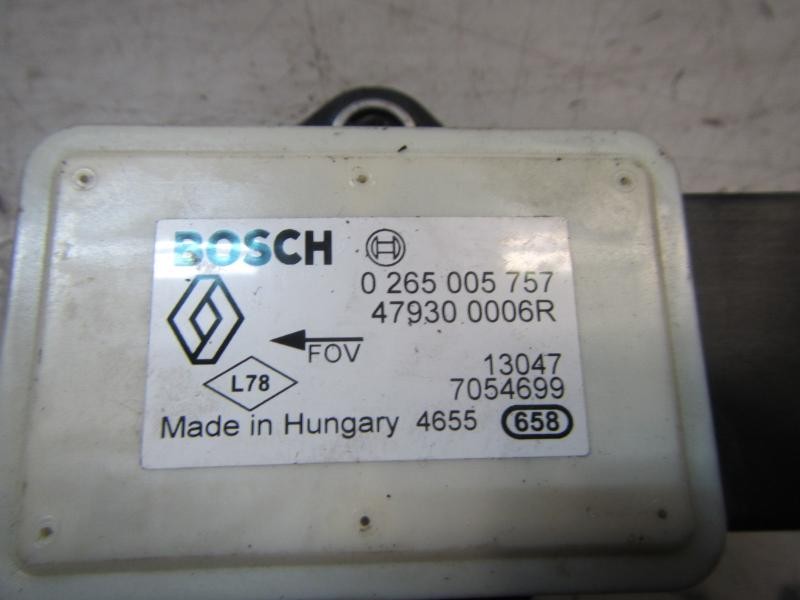 BOSCH
0 265 005 757
47930 0006R
FOV
13047
L78
7054699
Made in Hungary 4655 658